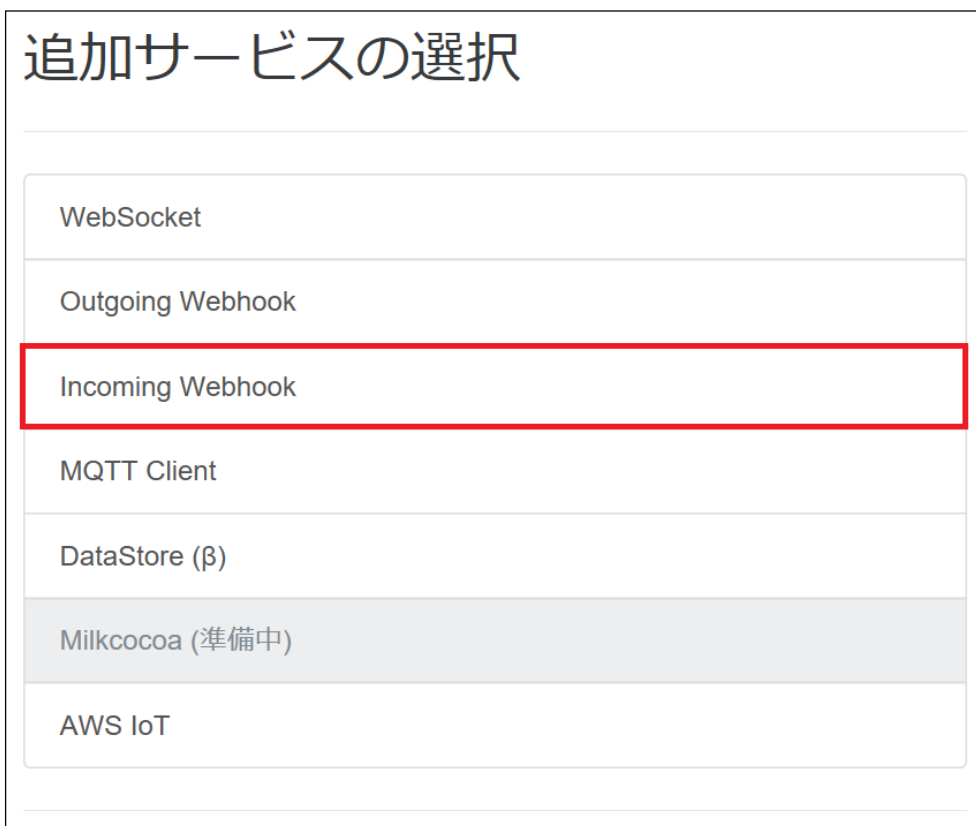 追加サービスの選択
WebSocket
Outgoing Webhook
Incoming Webhook
MQTT Client
DataStore (β)
Milkcocoa (準備中)
AWS IoT